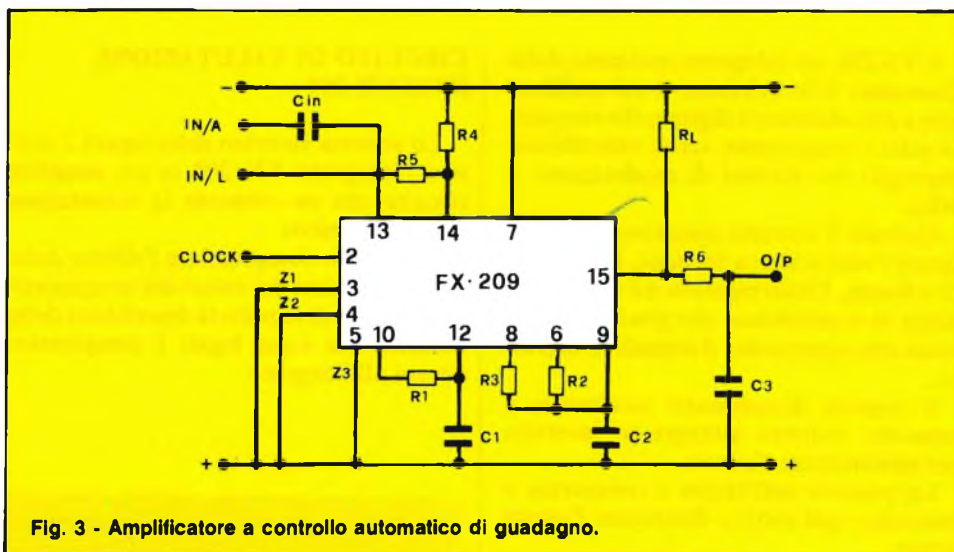 - -
Cin
IN/A
R4
RL
IN/L
R5
13 14 7
CLOCK 2
15 R6 O/P
Z1 3
FX-209
Z2 4
5 10 12 8 6 9
Z3
R3 R2
C3
R1
C1 C2
+ +
Fig. 3 - Amplificatore a controllo automatico di guadagno.